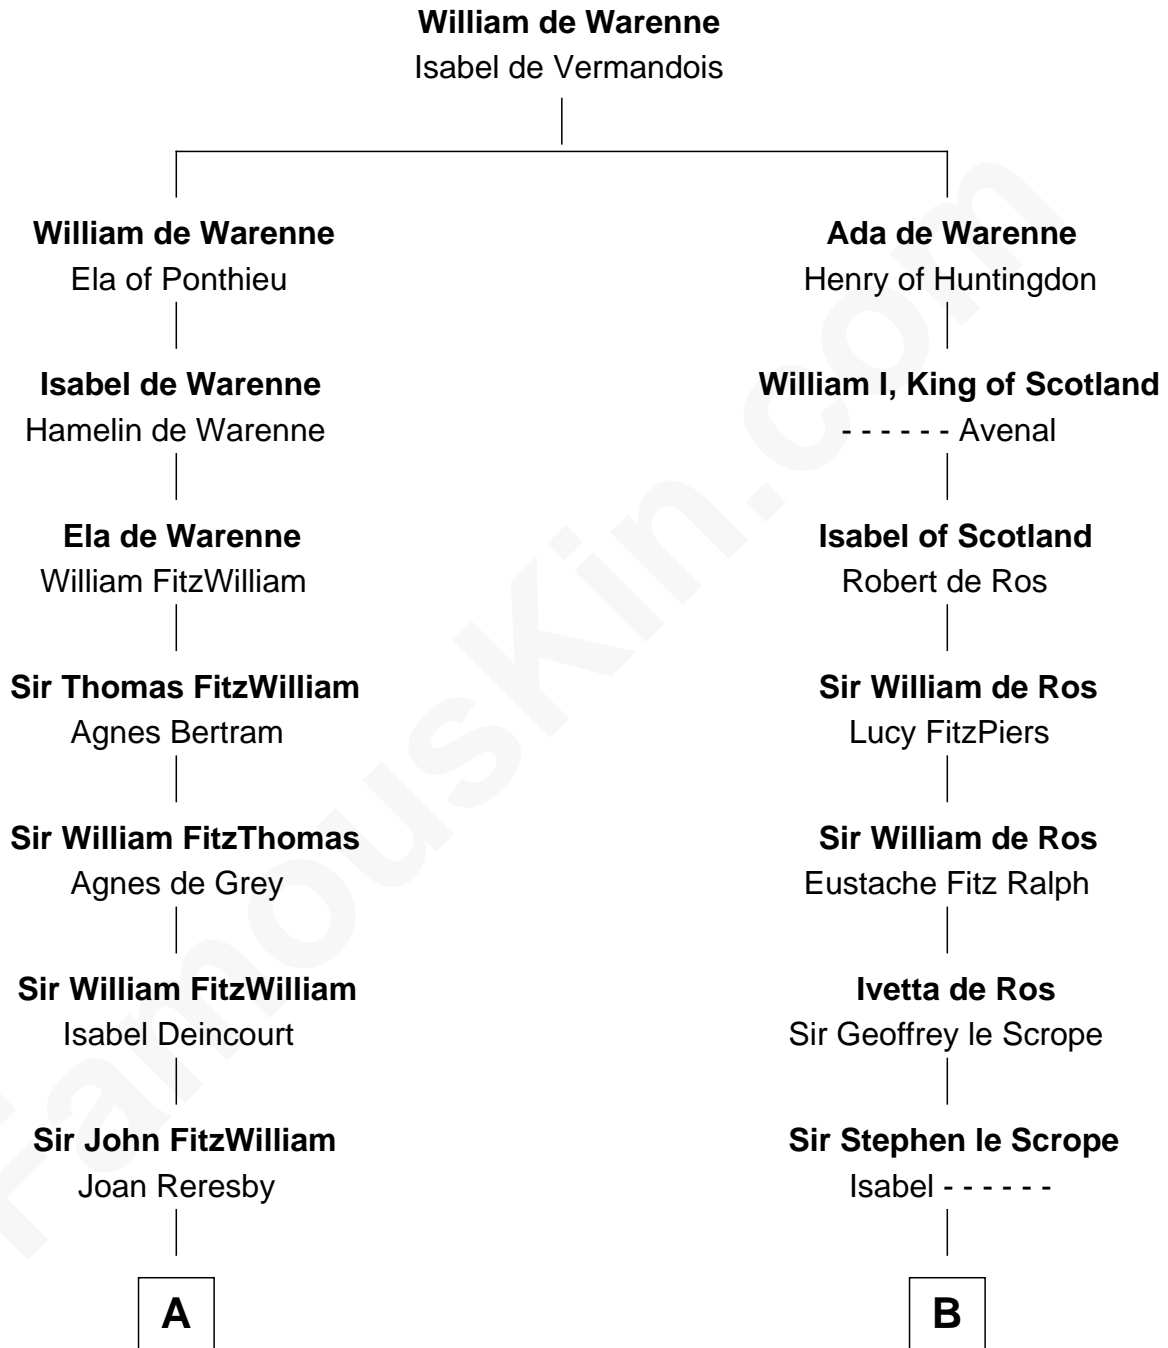 William de Warenne
Isabel de Vermandois
William de Warenne
Ela of Ponthieu
Isabel de Warenne
Hamelin de Warenne
Ela de Warenne
William FitzWilliam
Sir Thomas FitzWilliam
Agnes Bertram
Sir William FitzThomas
Agnes de Grey
Sir William FitzWilliam
Isabel Deincourt
Sir John FitzWilliam
Joan Reresby
A
Ada de Warenne
Henry of Huntingdon
William I, King of Scotland
- - - - - - Avenal
Isabel of Scotland
Robert de Ros
Sir William de Ros
Lucy FitzPiers
Sir William de Ros
Eustache Fitz Ralph
Ivetta de Ros
Sir Geoffrey le Scrope
Sir Stephen le Scrope
Isabel - - - - - -
B
FamousKin.com